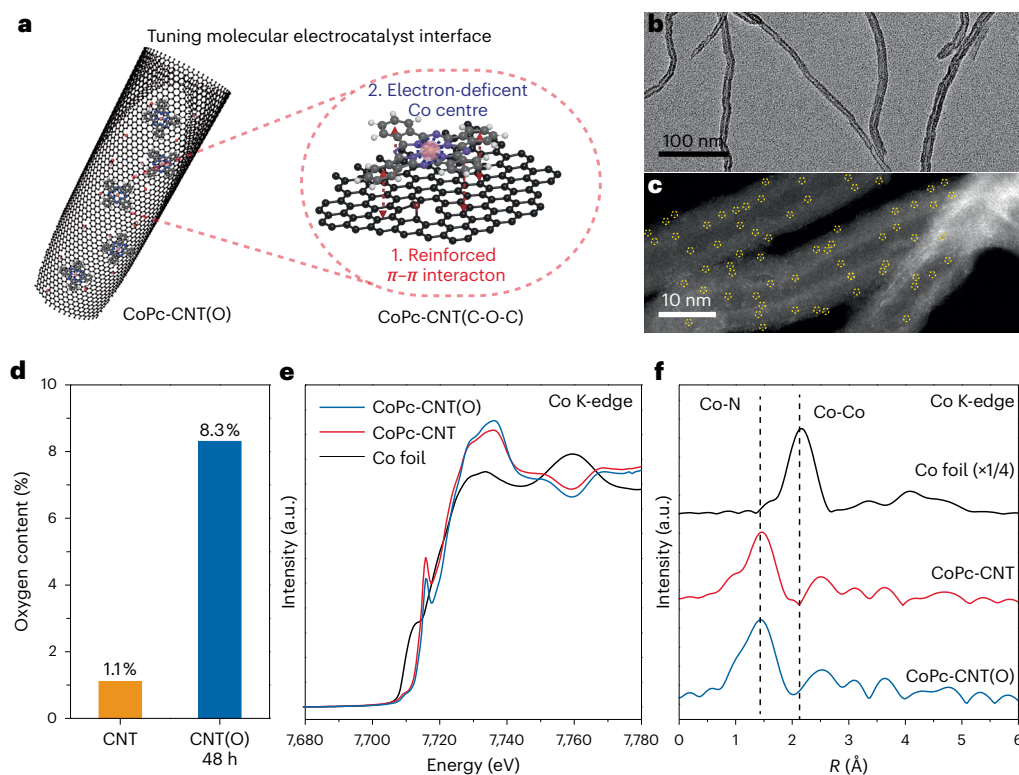 a
Tuning molecular electrocatalyst interface
2. Electron-deficient
Co centre
1. Reinforced
π–π interacton
CoPc-CNT(O)
CoPc-CNT(C-O-C)
b
100 nm
c
10 nm
d
Oxygen content (%)
10
8
6
4
2
0
1.1%
8.3%
CNT
CNT(O)
48 h
e
CoPc-CNT(O)
CoPc-CNT
Co foil
Co K-edge
Intensity (a.u.)
7,680
7,700
7,720
7,740
7,760
7,780
Energy (eV)
f
Co-N
Co-Co
Co K-edge
Co foil (×1/4)
CoPc-CNT
CoPc-CNT(O)
Intensity (a.u.)
0
1
2
3
4
5
6
R (Å)